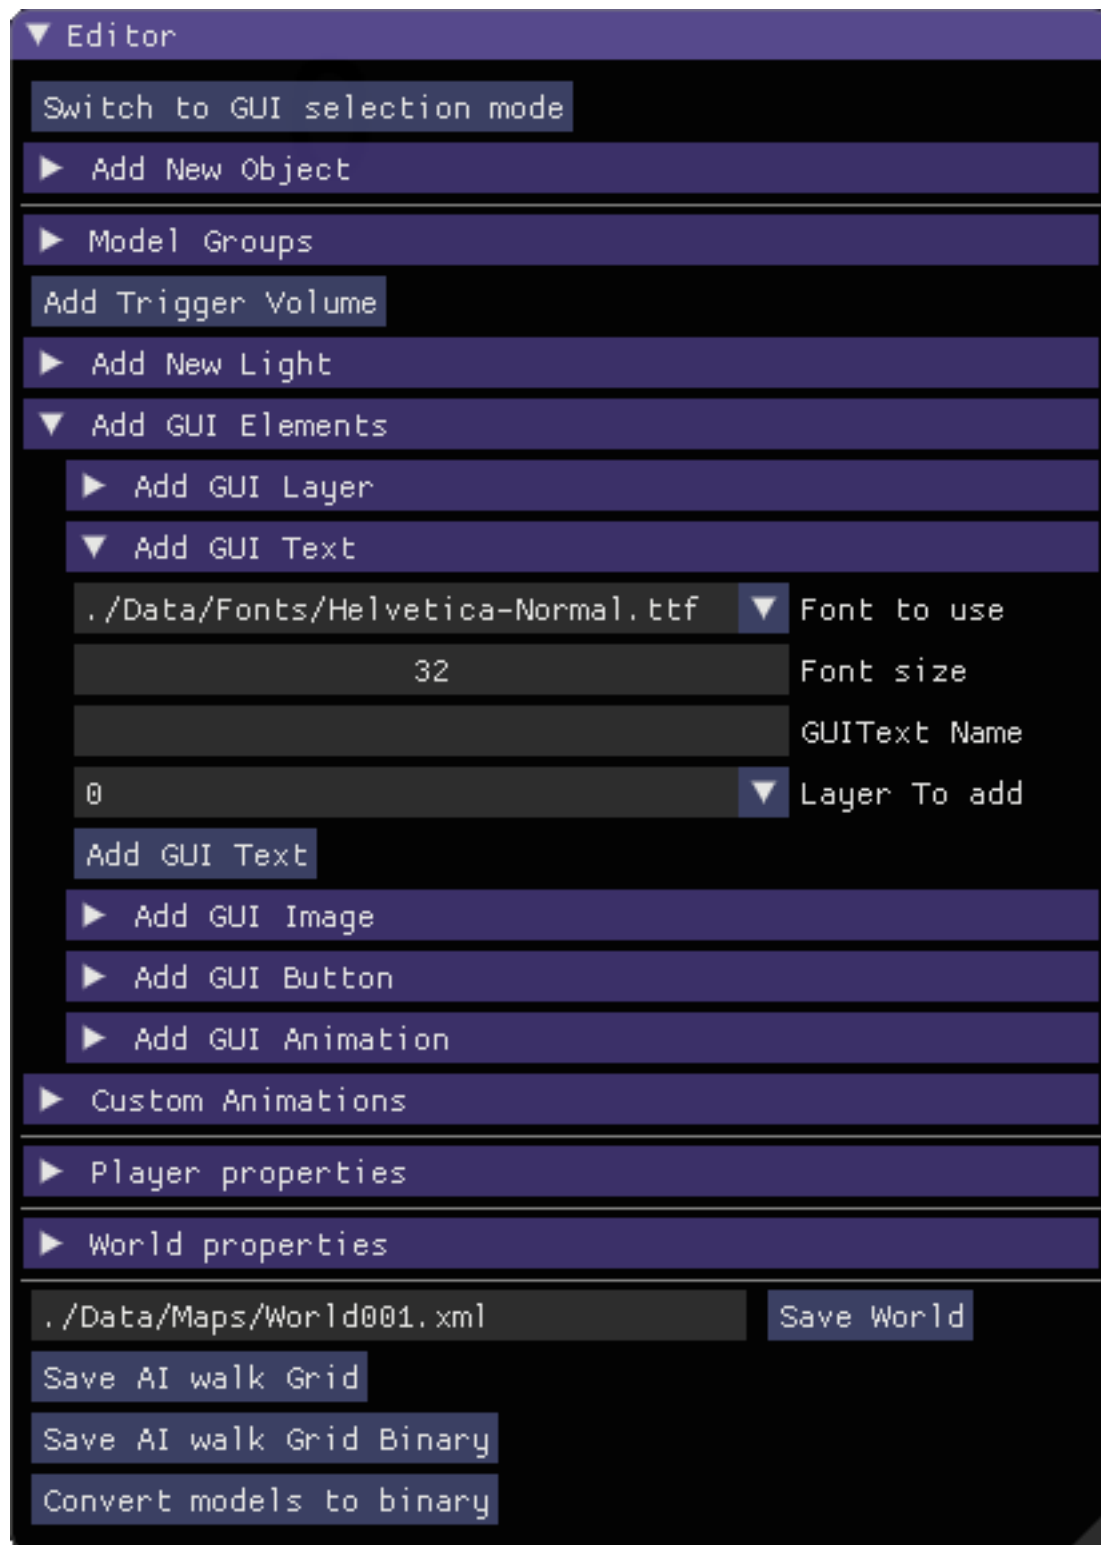 Editor
Switch to GUI selection mode
Add New Object
Model Groups
Add Trigger Volume
Add New Light
Add GUI Elements
Add GUI Layer
Add GUI Text
./Data/Fonts/Helvetica-Normal.ttf Font to use
32 Font size
GUIText Name
0 Layer To add
Add GUI Text
Add GUI Image
Add GUI Button
Add GUI Animation
Custom Animations
Player properties
World properties
./Data/Maps/World001.xml Save World
Save AI walk Grid
Save AI walk Grid Binary
Convert models to binary